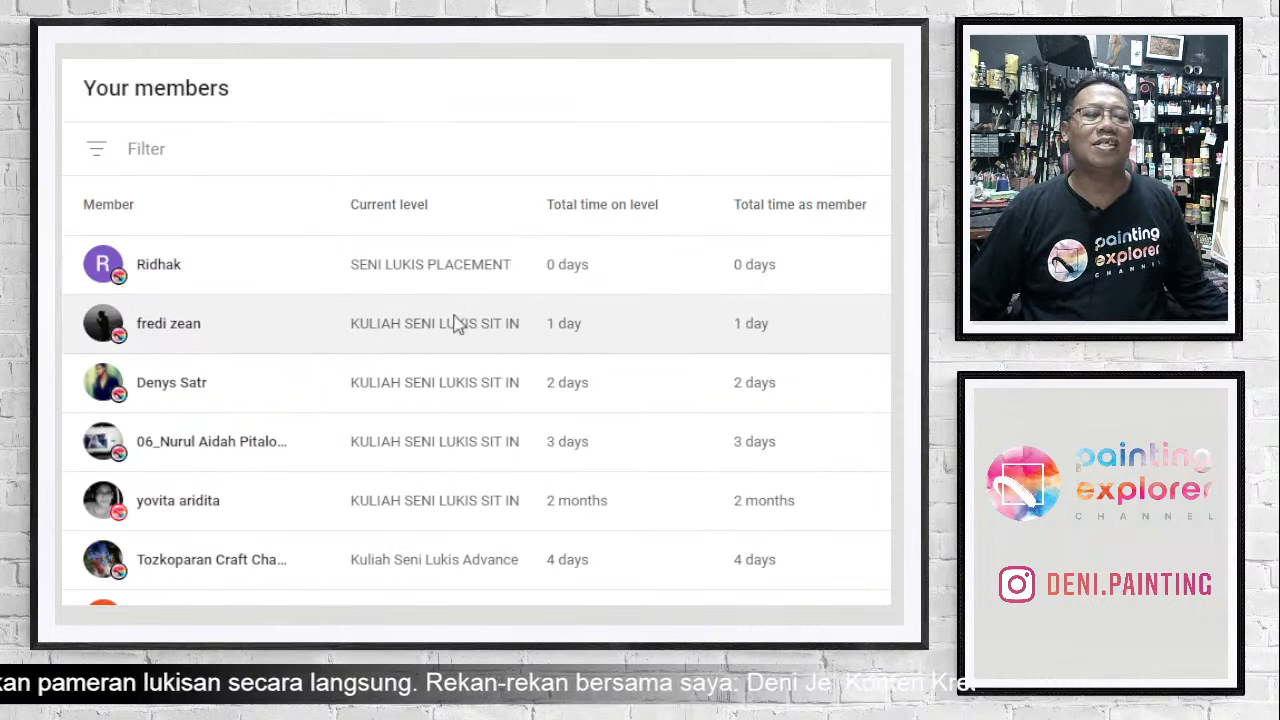 Your members
Filter
Member Current level Total time on level Total time as member
R Ridhak SENI LUKIS PLACEMENT 0 days 0 days
fredi zean KULIAH SENI LUKIS SIT IN 1 day 1 day
Denys Satr KULIAH SENI LUKIS SIT IN 2 days 2 days
06_Nurul Aidah Pitalo... KULIAH SENI LUKIS SIT IN 3 days 3 days
yovita aridita KULIAH SENI LUKIS SIT IN 2 months 2 months
Tozkoparan Craft Cha... Kuliah Seni Lukis Advance 4 days 4 days
painting
explorer
CHANNEL
painting
explorer
CHANNEL
DENI.PAINTING
kan pameran lukisan secara langsung. Rekan-rekan bersama saya: Deni Je, Konten Kre